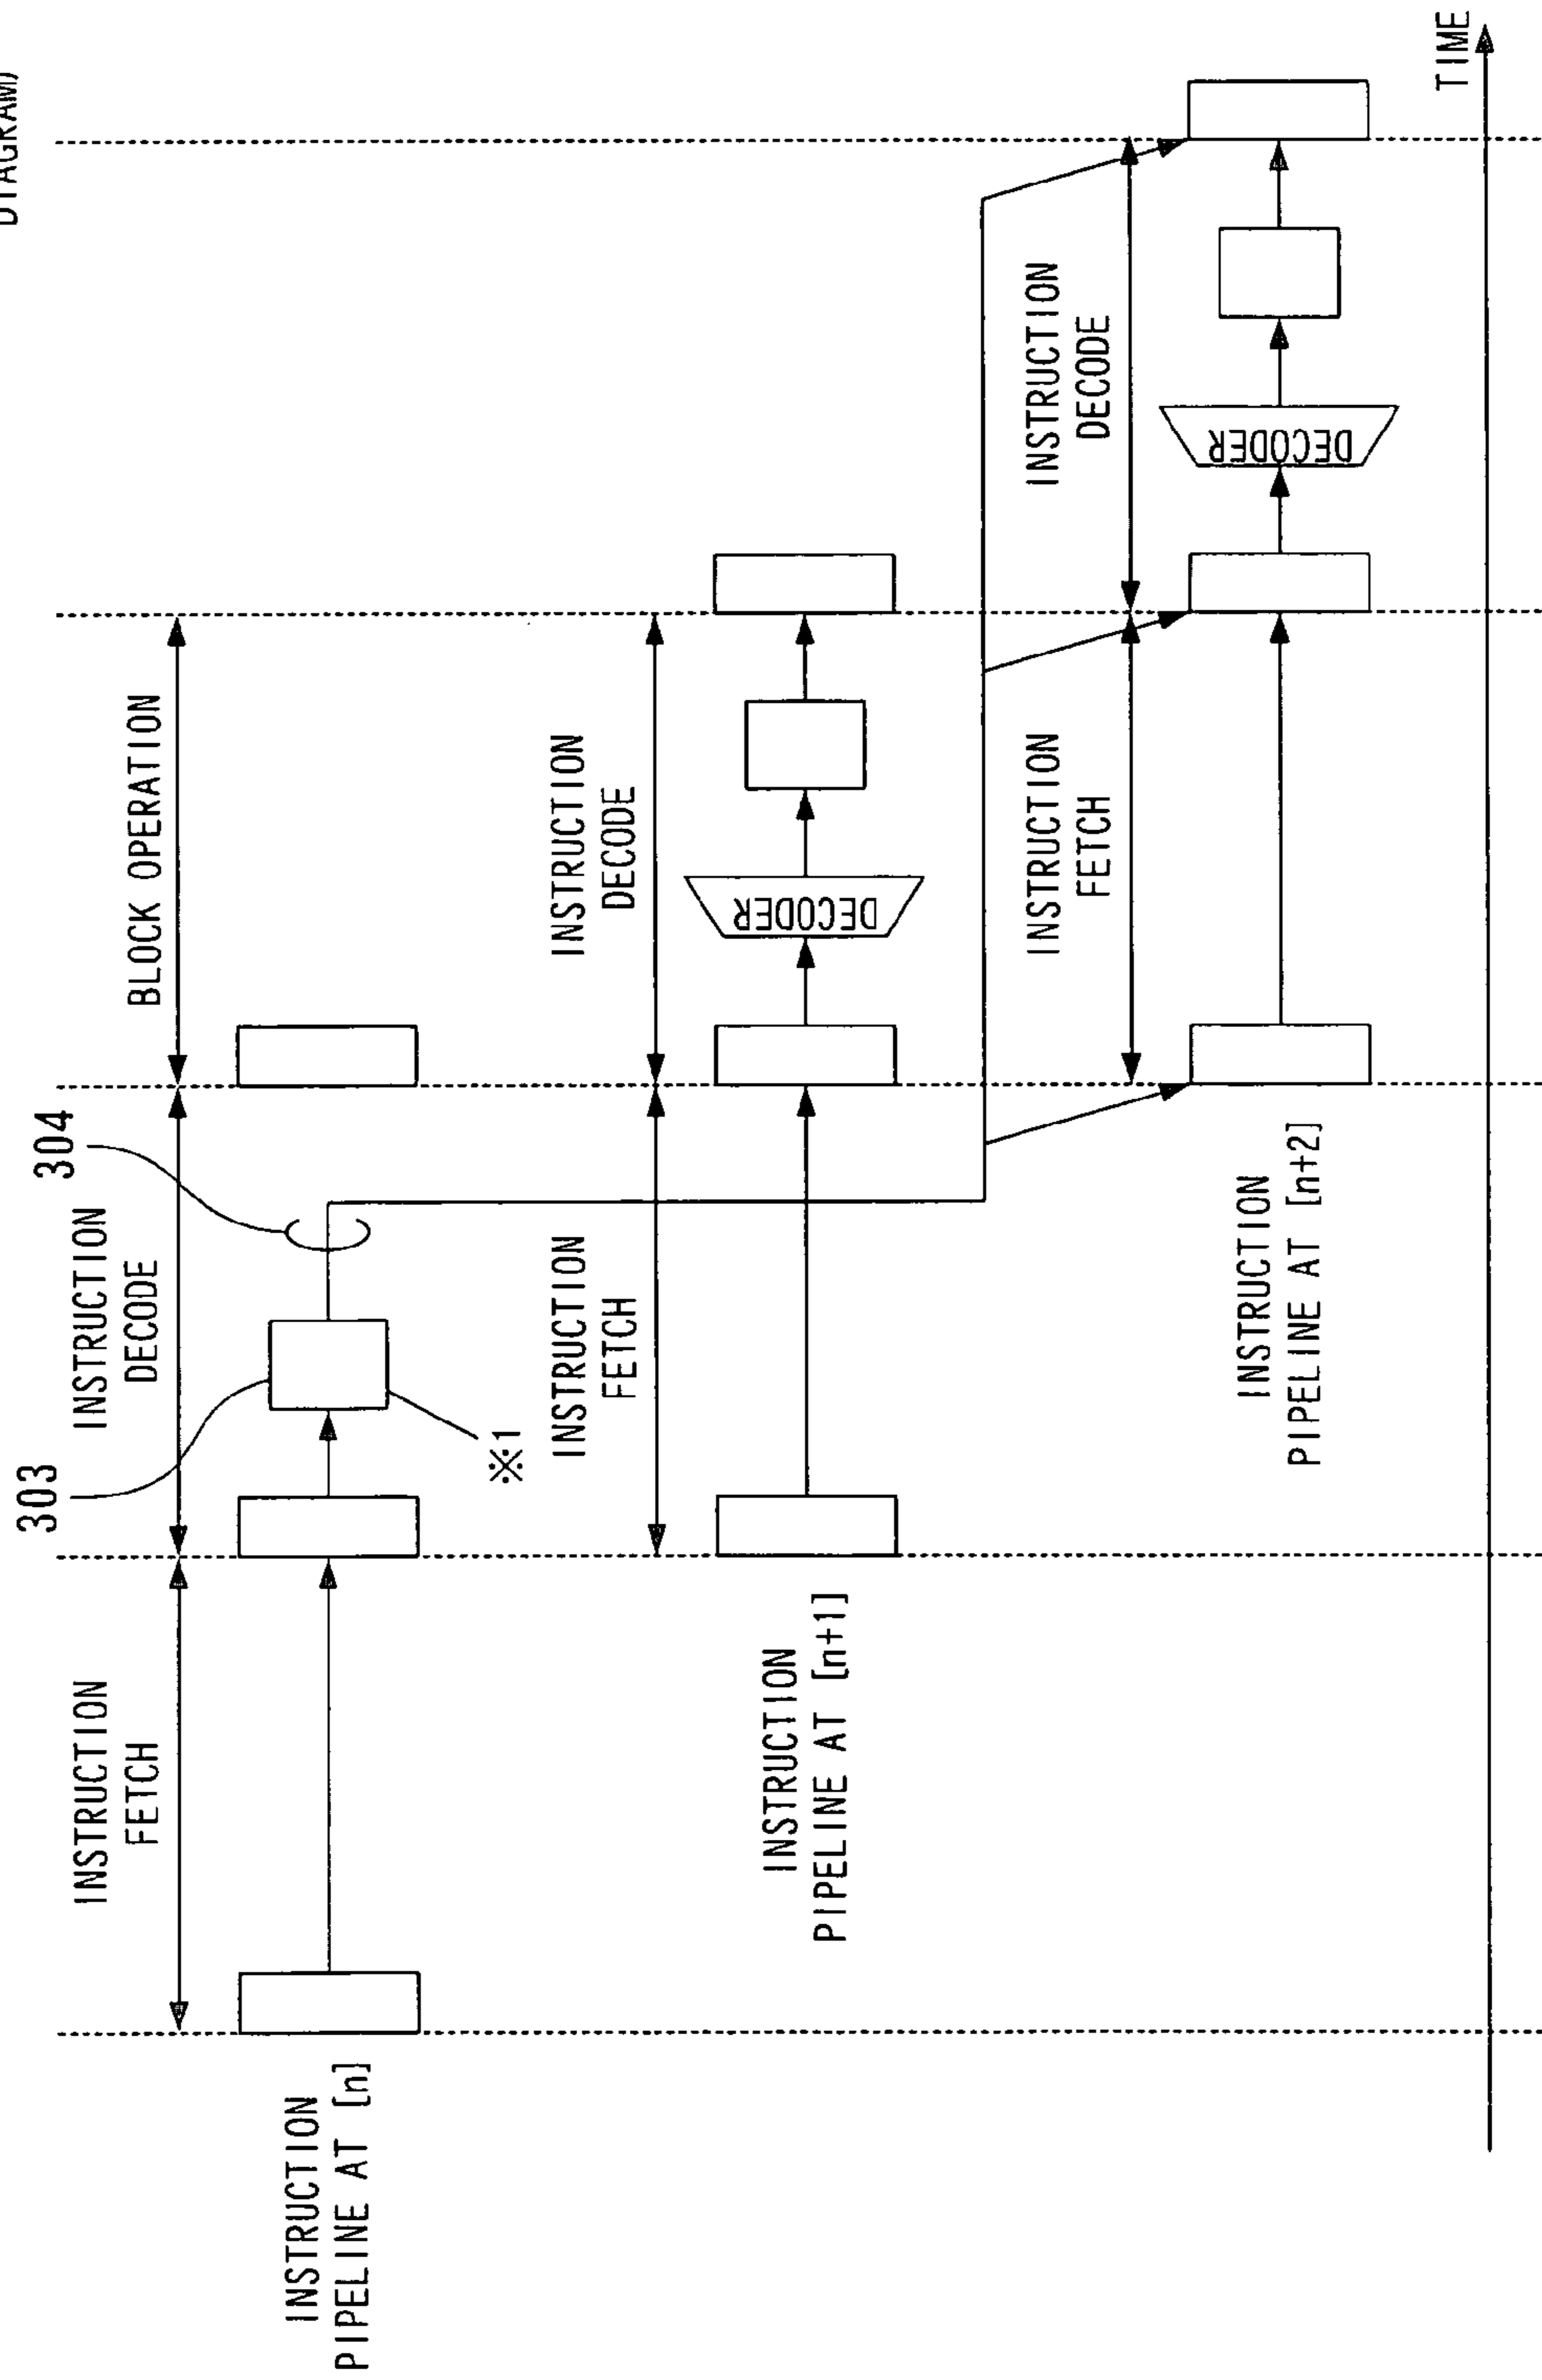 DIAGRAM)
INSTRUCTION
FETCH
INSTRUCTION
DECODE
BLOCK OPERATION
303
304
※1
INSTRUCTION
PIPELINE AT [n]
INSTRUCTION
FETCH
INSTRUCTION
DECODE
DECODER
INSTRUCTION
PIPELINE AT [n+1]
INSTRUCTION
FETCH
INSTRUCTION
DECODE
DECODER
INSTRUCTION
PIPELINE AT [n+2]
TIME